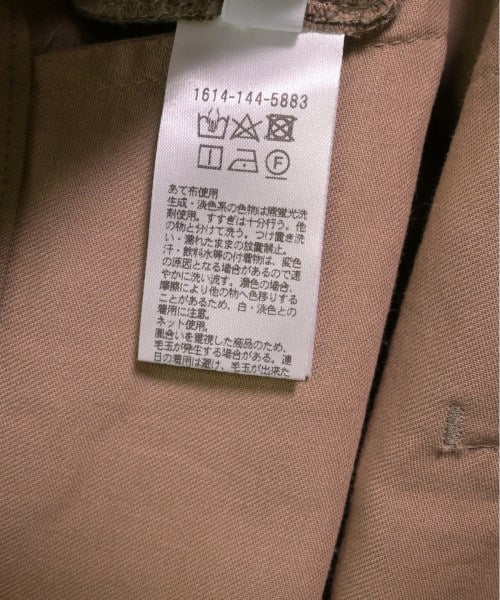 1614-144-5883
F
あて布使用
生成・淡色系の色物は無蛍光洗
剤使用。すすぎは十分行う。他
の物と分けて洗う。つけ置き洗
い・濡れたままの放置禁止。
汗・飲料水等の付着物は、変色
の原因となる場合があるので速
やかに洗い流す。濃色の場合、
摩擦により他の物へ色移りする
ことがあるため、白・淡色との
着用に注意。
ネット使用。
風合いを重視した商品のため、
毛玉が発生する場合がある。連
日の着用は避け、毛玉が出来た